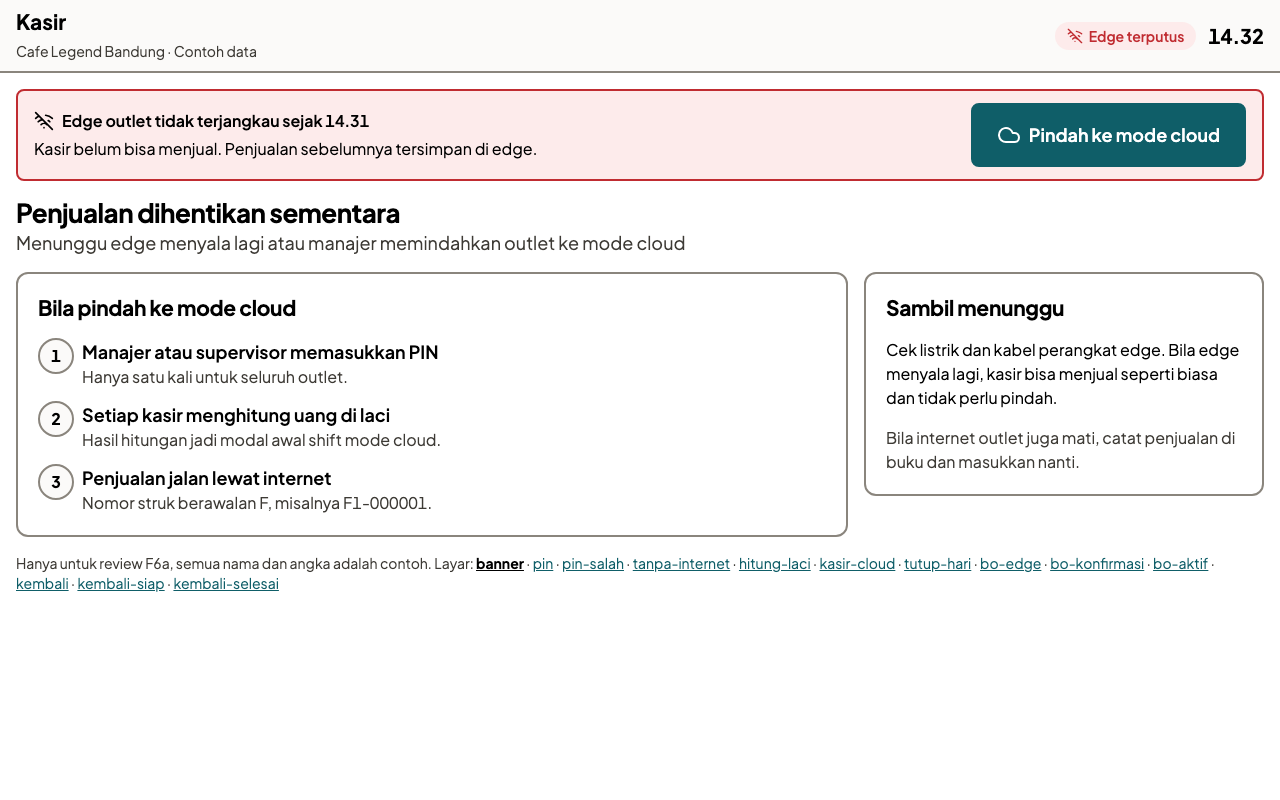 Kasir
Cafe Legend Bandung · Contoh data
Edge terputus
14.32
Edge outlet tidak terjangkau sejak 14.31
Kasir belum bisa menjual. Penjualan sebelumnya tersimpan di edge.
Pindah ke mode cloud
Penjualan dihentikan sementara
Menunggu edge menyala lagi atau manajer memindahkan outlet ke mode cloud
Bila pindah ke mode cloud
1
Manajer atau supervisor memasukkan PIN
Hanya satu kali untuk seluruh outlet.
2
Setiap kasir menghitung uang di laci
Hasil hitungan jadi modal awal shift mode cloud.
3
Penjualan jalan lewat internet
Nomor struk berawalan F, misalnya F1-000001.
Sambil menunggu
Cek listrik dan kabel perangkat edge. Bila edge
menyala lagi, kasir bisa menjual seperti biasa
dan tidak perlu pindah.
Bila internet outlet juga mati, catat penjualan di
buku dan masukkan nanti.
Hanya untuk review F6a, semua nama dan angka adalah contoh. Layar: banner · pin · pin-salah · tanpa-internet · hitung-laci · kasir-cloud · tutup-hari · bo-edge · bo-konfirmasi · bo-aktif ·
kembali · kembali-siap · kembali-selesai